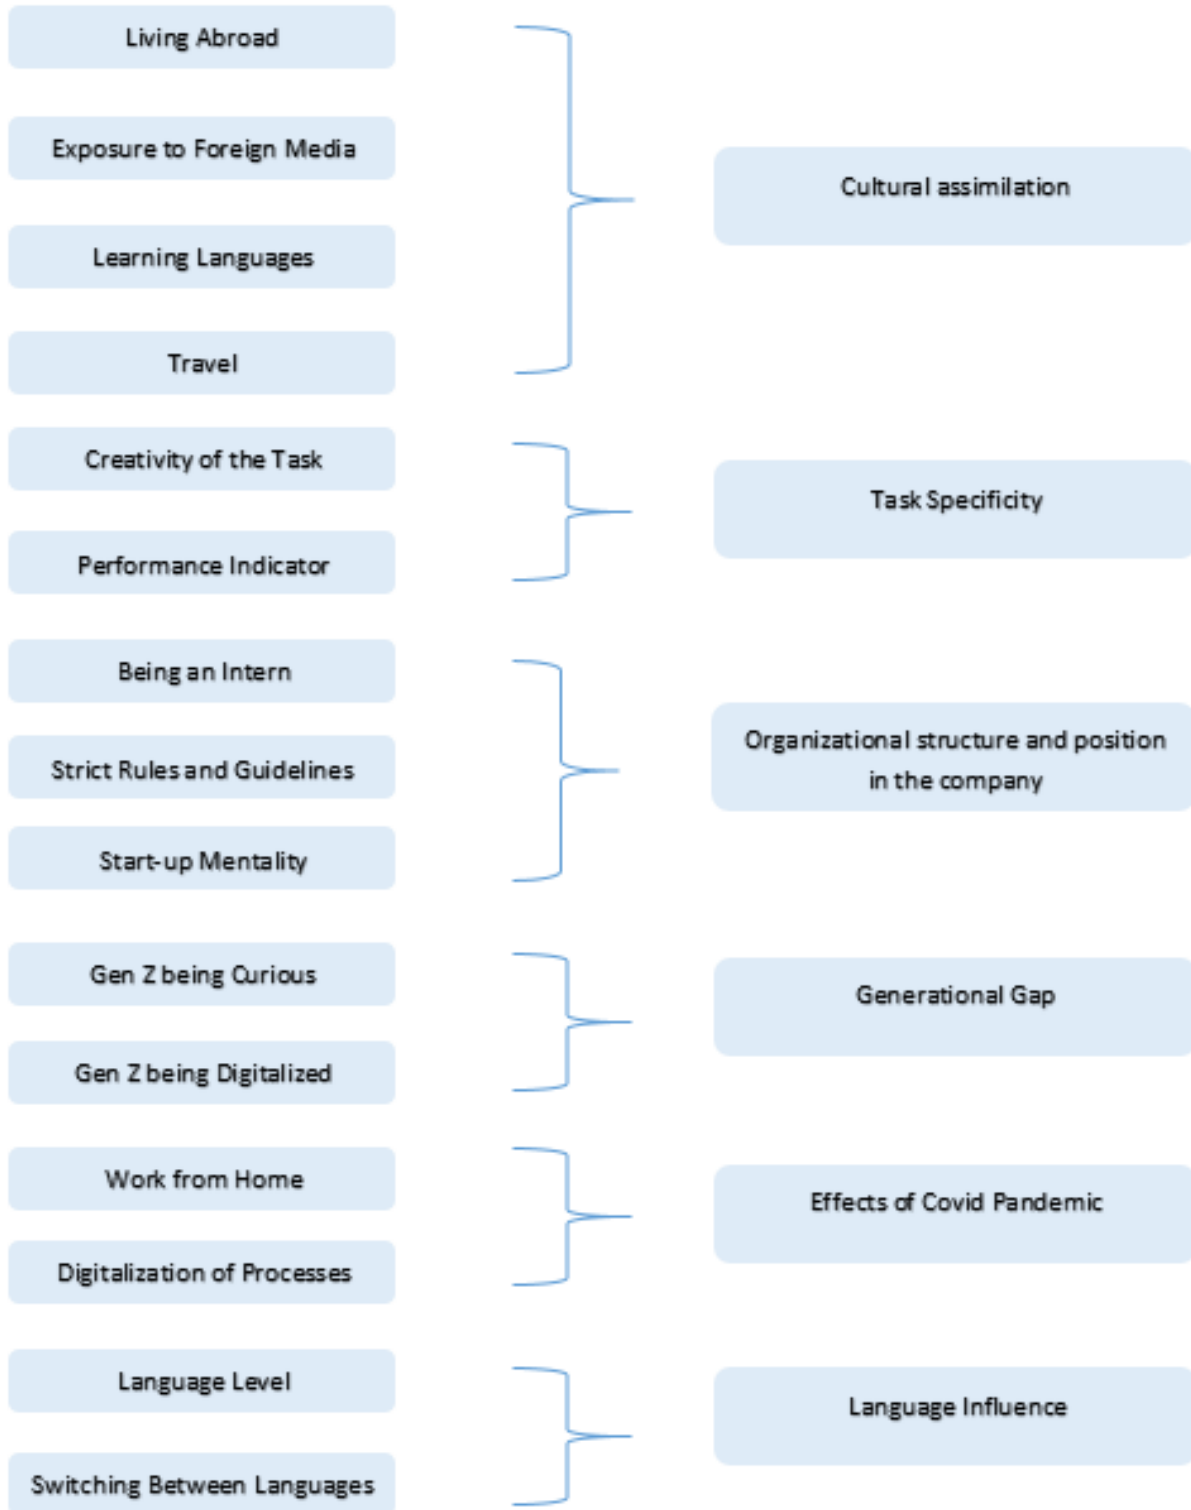 Living Abroad
Exposure to Foreign Media
Learning Languages
Travel
Cultural assimilation
Creativity of the Task
Performance Indicator
Task Specificity
Being an Intern
Strict Rules and Guidelines
Start-up Mentality
Organizational structure and position
in the company
Gen Z being Curious
Gen Z being Digitalized
Generational Gap
Work from Home
Digitalization of Processes
Effects of Covid Pandemic
Language Level
Switching Between Languages
Language Influence